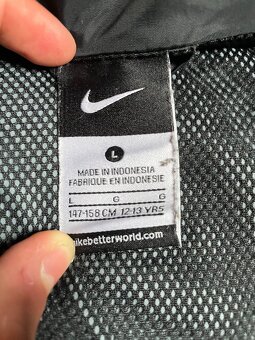 L
MADE IN INDONESIA
FABRIQUE EN INDONESIE
L G G
147-158 CM, 12-13 YRS
nikebetterworld.com